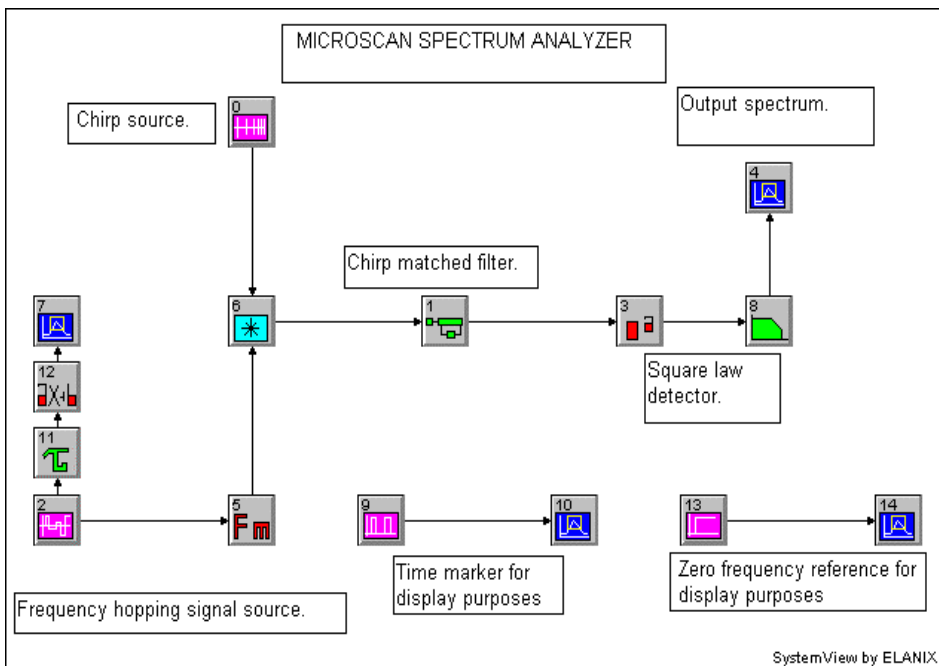 MICROSCAN SPECTRUM ANALYZER
Chirp source.
0
Output spectrum.
4
Chirp matched filter.
7
6
1
3
8
12
X+
Square law
detector.
11
2
5
Fm
9
10
13
14
Time marker for
display purposes
Zero frequency reference for
display purposes
Frequency hopping signal source.
SystemView by ELANIX